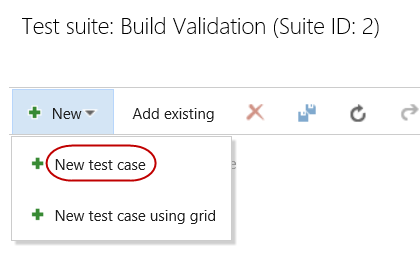 Test suite: Build Validation (Suite ID: 2)
New Add existing
New test case
New test case using grid